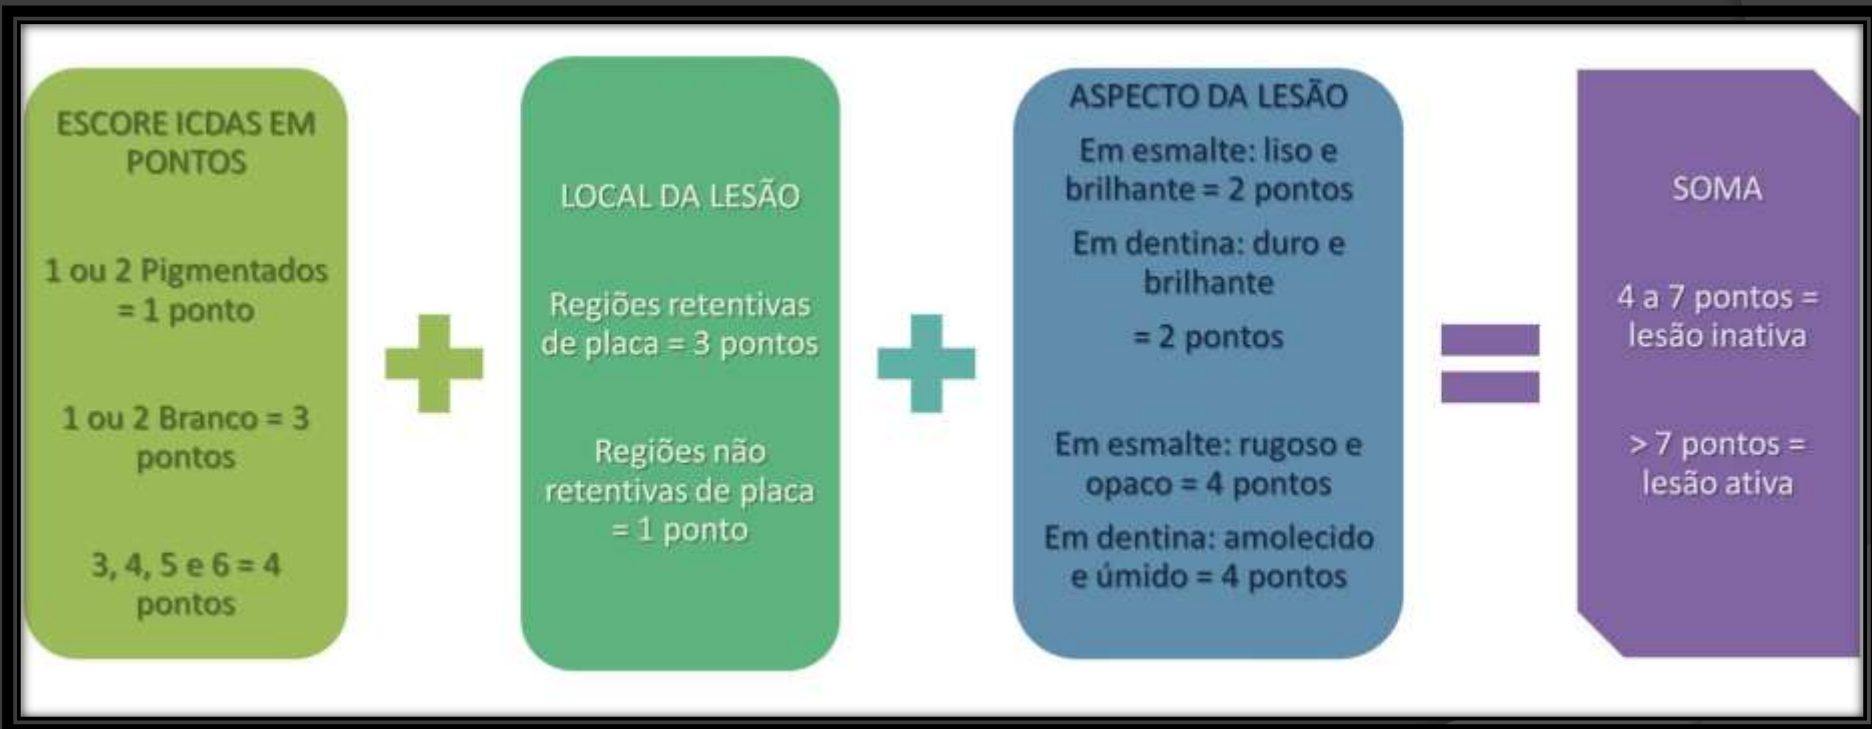 ESCORE ICDAS EM
PONTOS
1 ou 2 Pigmentados
= 1 ponto
1 ou 2 Branco = 3
pontos
3, 4, 5 e 6 = 4
pontos
LOCAL DA LESÃO
Regiões retentivas
de placa = 3 pontos
Regiões não
retentivas de placa
= 1 ponto
ASPECTO DA LESÃO
Em esmalte: liso e
brilhante = 2 pontos
Em dentina: duro e
brilhante
= 2 pontos
Em esmalte: rugoso e
opaco = 4 pontos
Em dentina: amolecido
e úmido = 4 pontos
SOMA
4 a 7 pontos =
lesão inativa
> 7 pontos =
lesão ativa